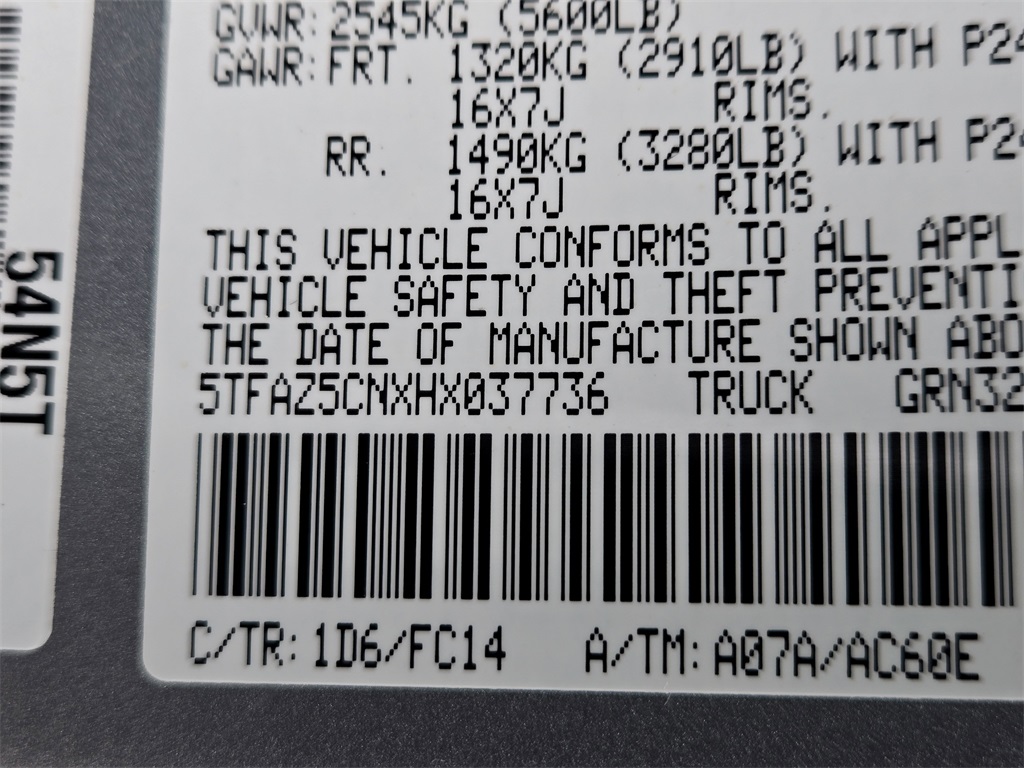 GVWR: 2545KG (5600LB)
GAWR: FRT. 1320KG (2910LB) WITH P24
16X7J RIMS.
RR. 1490KG (3280LB) WITH P24
16X7J RIMS.
THIS VEHICLE CONFORMS TO ALL APPL
VEHICLE SAFETY AND THEFT PREVENTI
THE DATE OF MANUFACTURE SHOWN ABO
5TFAZ5CNXHX037736 TRUCK GRN32
C/TR: 1D6/FC14 A/TM: A07A/AC60E
54N5T